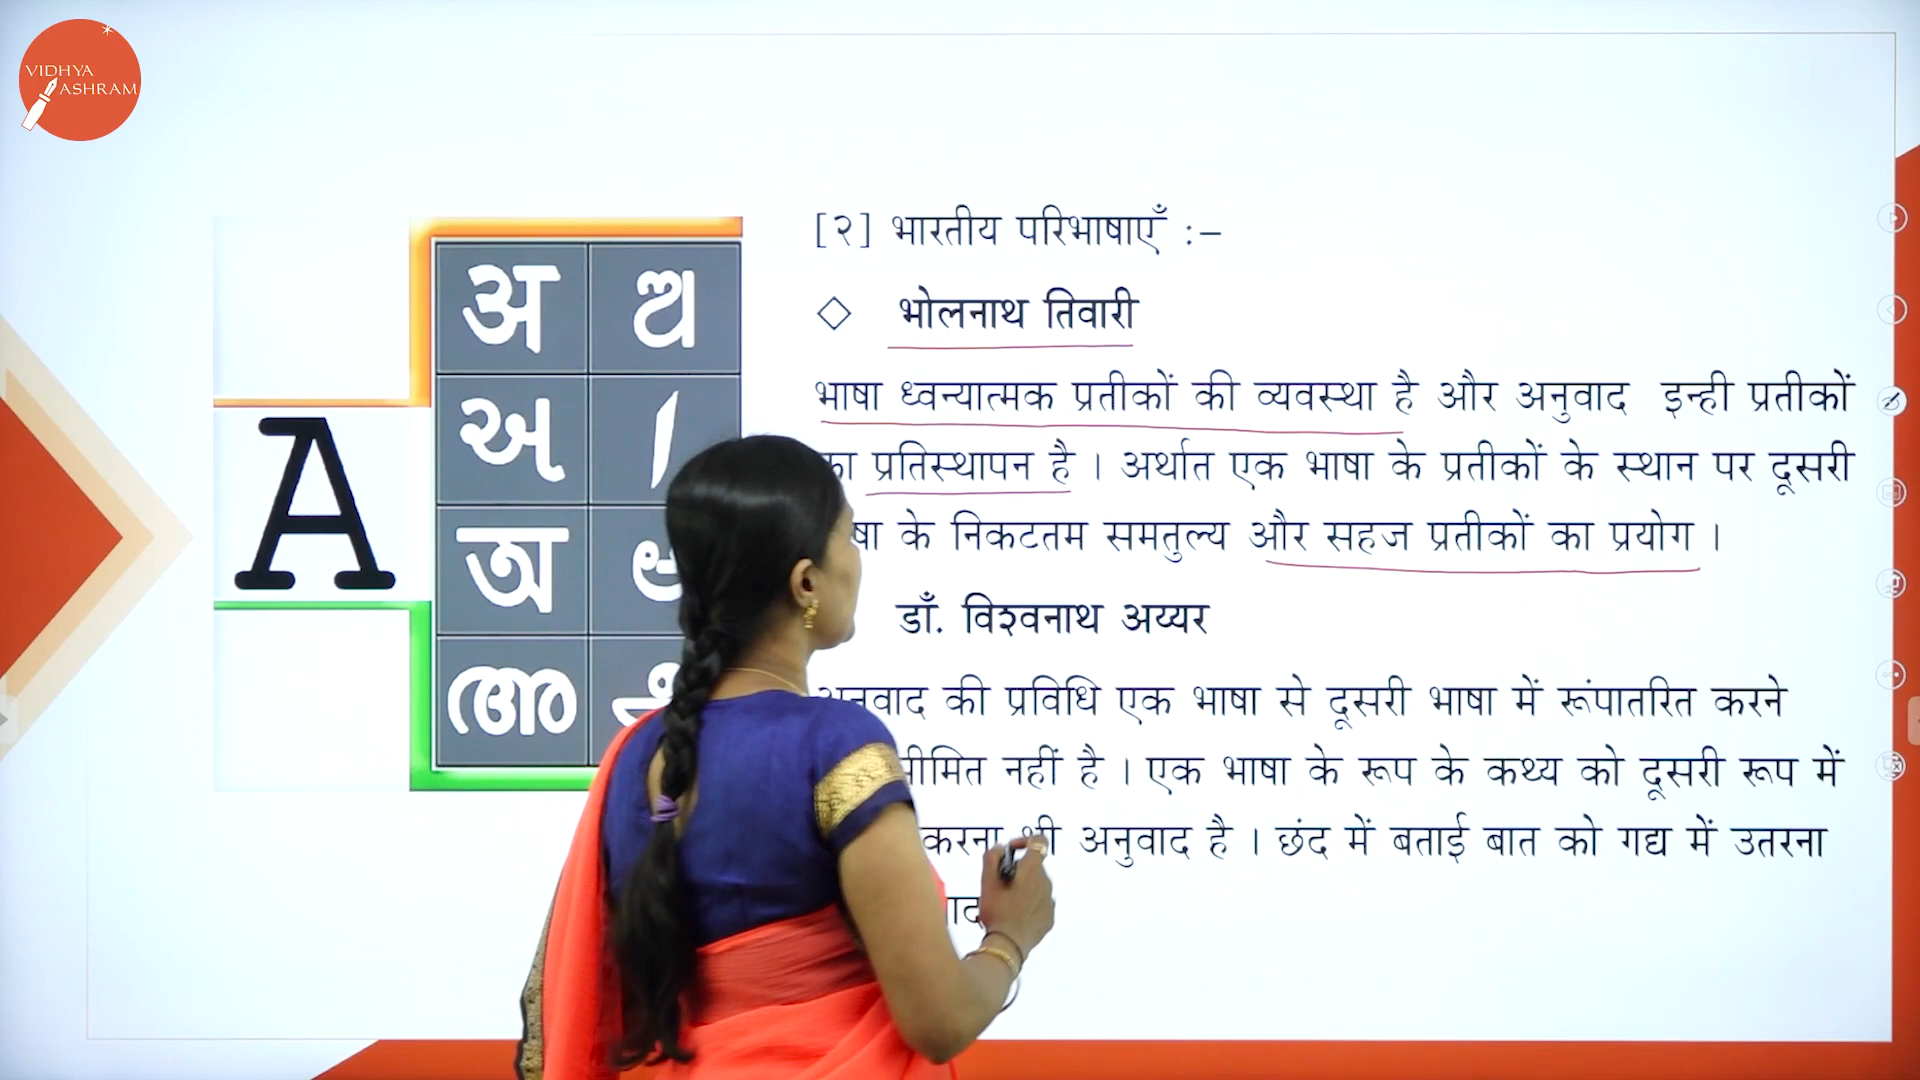 VIDHYA
ASHRAM
[२] भारतीय परिभाषाएँ :–
भोलनाथ तिवारी
भाषा ध्वन्यात्मक प्रतीकों की व्यवस्था है और अनुवाद इन्ही प्रतीकों
प्रतिस्थापन है । अर्थात एक भाषा के प्रतीकों के स्थान पर दूसरी
के निकटतम समतुल्य और सहज प्रतीकों का प्रयोग ।
डॉ. विश्वनाथ अय्यर
की प्रविधि एक भाषा से दूसरी भाषा में रूंपातरित करने
नहीं है । एक भाषा के रूप के कथ्य को दूसरी रूप में
करना भी अनुवाद है । छंद में बताई बात को गद्य में उतरना
A
अ
અ
অ
അ